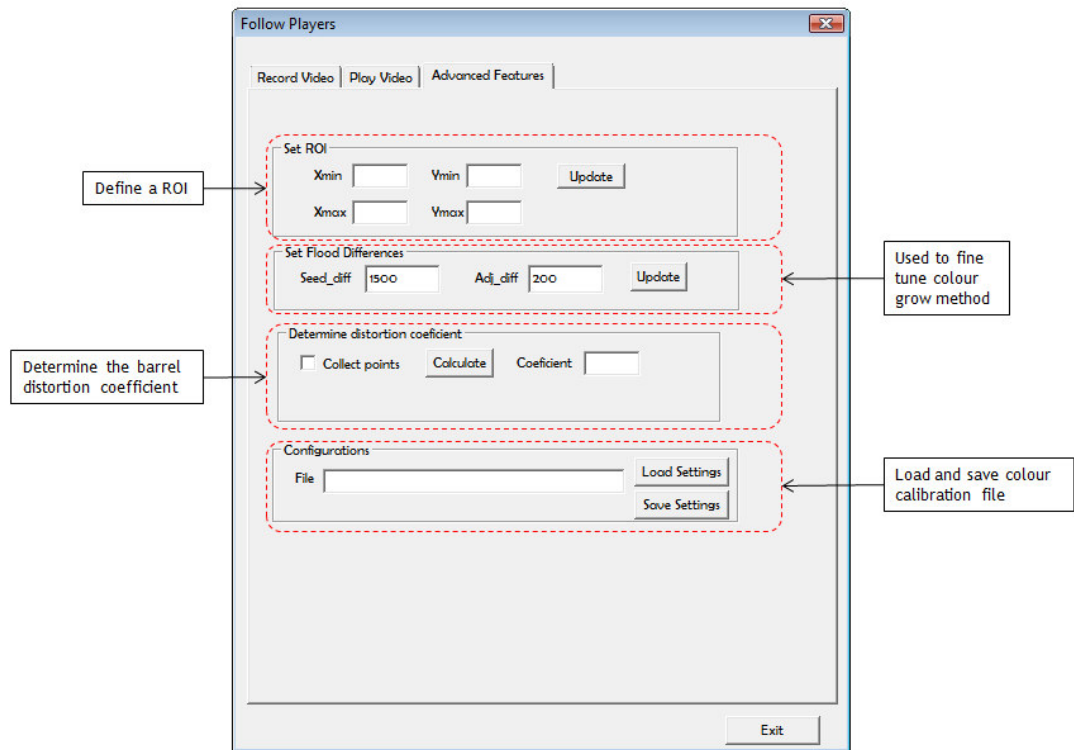 Follow Players
Record Video Play Video Advanced Features
Set ROI
Xmin Ymin Update
Xmax Ymax
Define a ROI
Set Flood Differences
Seed_diff 1500 Adj_diff 200 Update
Used to fine
tune colour
grow method
Determine distortion coeficient
Collect points Calculate Coeficient
Determine the barrel
distortion coefficient
Configurations
File Load Settings
Save Settings
Load and save colour
calibration file
Exit